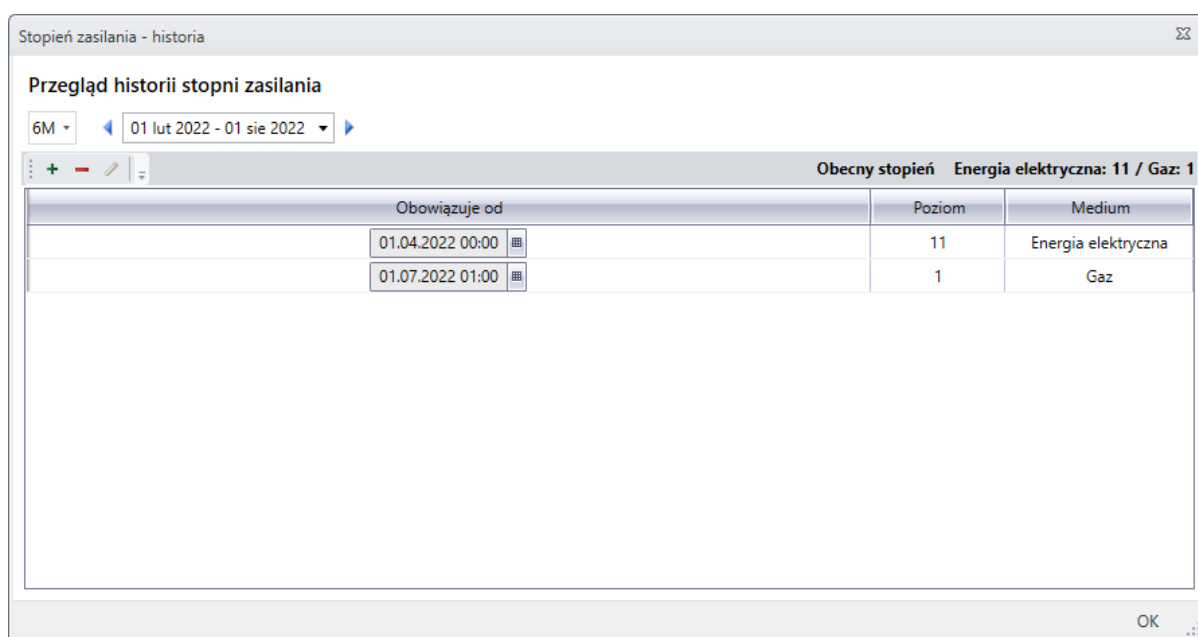 Stopień zasilania - historia
Przegląd historii stopni zasilania
6M 01 lut 2022 - 01 sie 2022
Obecny stopień Energia elektryczna: 11 / Gaz: 1
Obowiązuje od Poziom Medium
01.04.2022 00:00 11 Energia elektryczna
01.07.2022 01:00 1 Gaz
OK